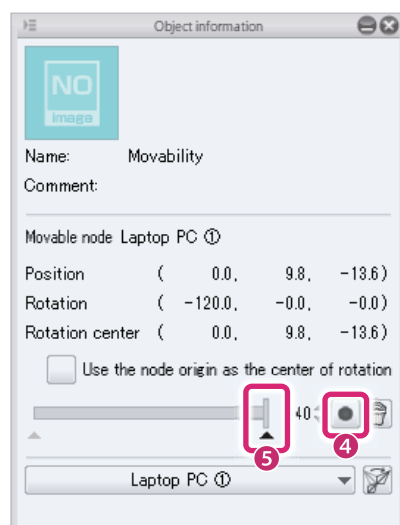 Object information
NO
image
Name: Movability
Comment:
Movable node Laptop PC ①
Position ( 0.0, 9.8, -13.6)
Rotation ( -120.0, -0.0, -0.0)
Rotation center ( 0.0, 9.8, -13.6)
Use the node origin as the center of rotation
40
5 4
Laptop PC ①